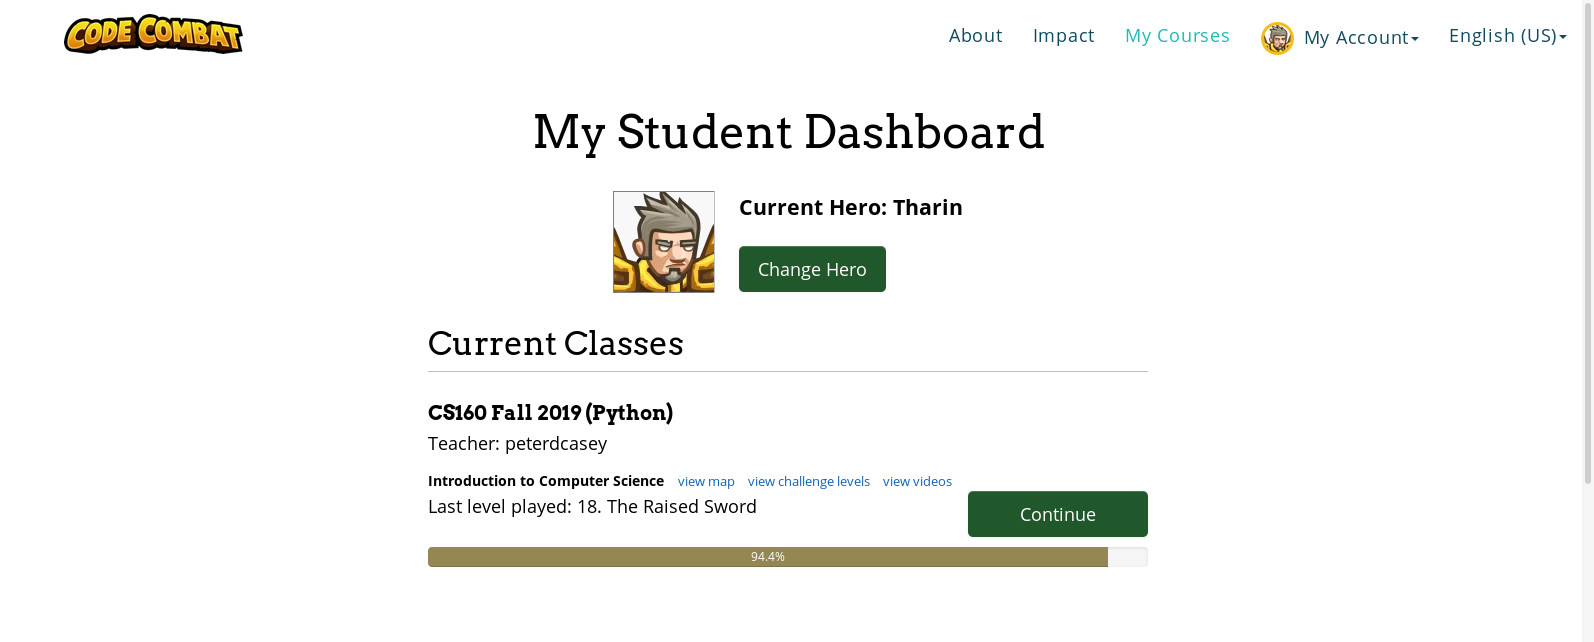 CODE COMBAT
About Impact My Courses My Account English (US)
My Student Dashboard
Current Hero: Tharin
Change Hero
Current Classes
CS160 Fall 2019 (Python)
Teacher: peterdcasey
Introduction to Computer Science view map view challenge levels view videos
Last level played: 18. The Raised Sword
Continue
94.4%